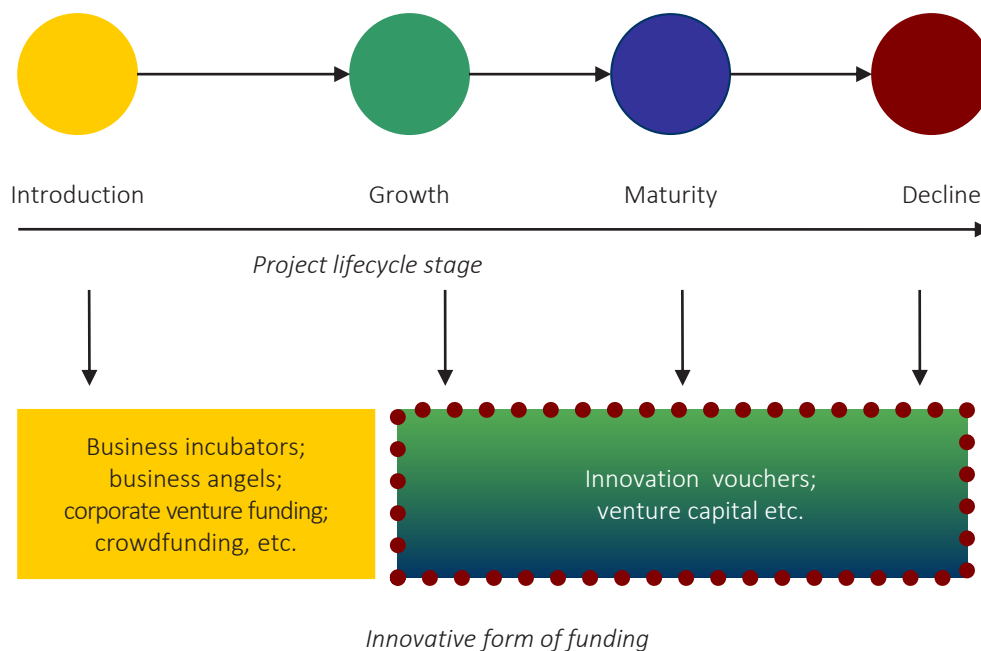 Introduction
Growth
Maturity
Decline
Project lifecycle stage
Business incubators;
business angels;
corporate venture funding;
crowdfunding, etc.
Innovation vouchers;
venture capital etc.
Innovative form of funding